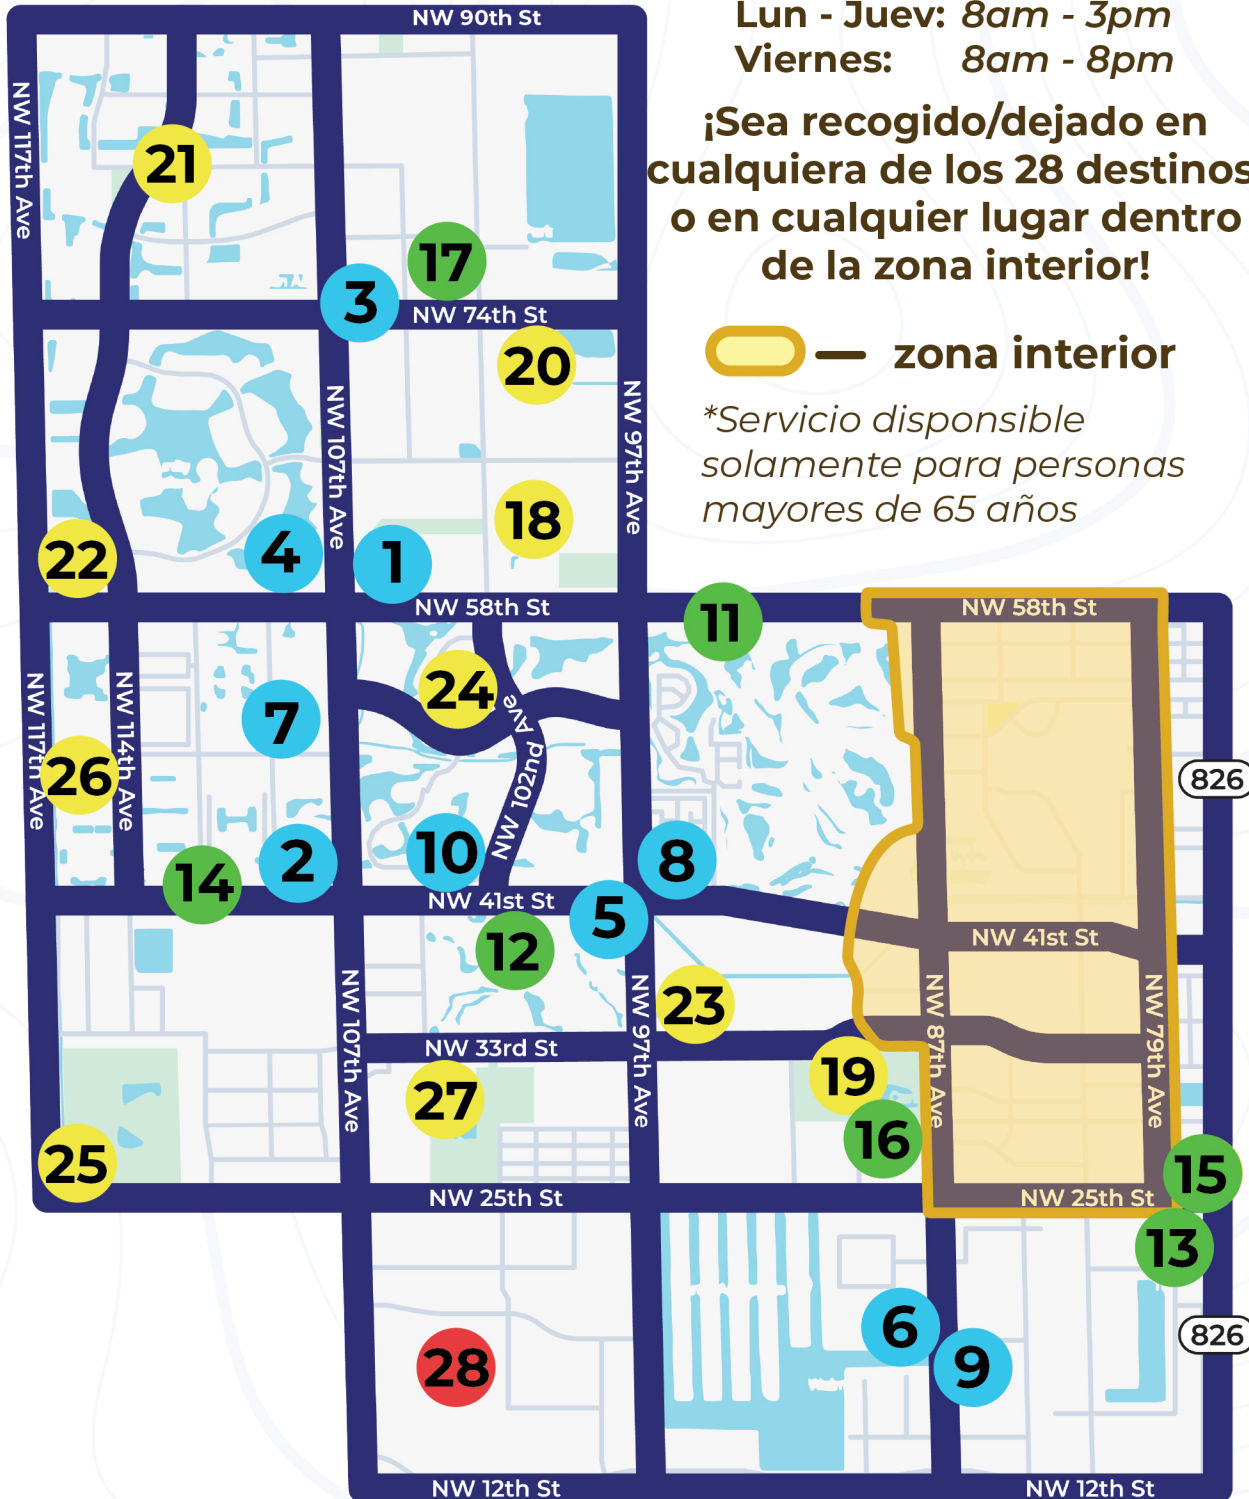 NW 90th St
Lun - Juev: 8am - 3pm
Viernes: 8am - 8pm
¡Sea recogido/dejado en
cualquiera de los 28 destinos
o en cualquier lugar dentro
de la zona interior!
zona interior
*Servicio disponsible
solamente para personas
mayores de 65 años
NW 117th Ave
21
17
3
NW 74th St
20
NW 107th Ave
NW 97th Ave
18
22
4
1
NW 58th St
11
NW 58th St
24
NW 117th Ave
NW 114th Ave
7
NW 102nd Ave
26
826
2
10
8
14
NW 41st St
5
12
NW 41st St
23
NW 107th Ave
NW 97th Ave
NW 87th Ave
NW 79th Ave
NW 33rd St
19
27
16
25
15
NW 25th St
NW 25th St
13
6
826
28
9
NW 12th St
NW 12th St